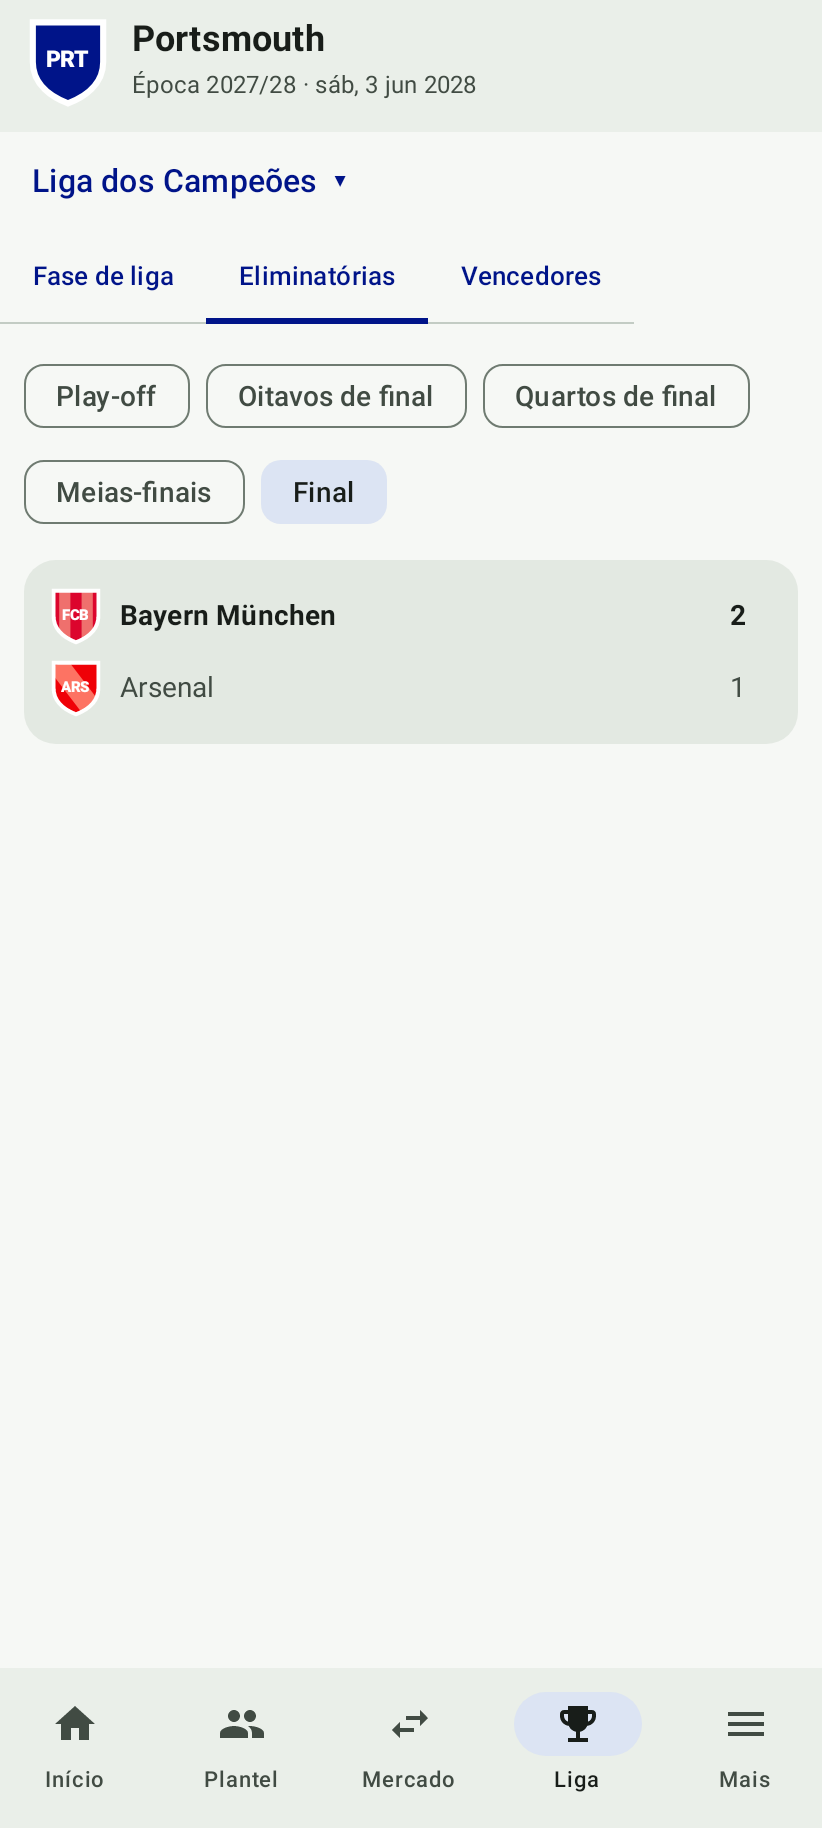 PRT
Portsmouth
Época 2027/28 · sáb, 3 jun 2028
Liga dos Campeões ▼
Fase de liga
Eliminatórias
Vencedores
Play-off
Oitavos de final
Quartos de final
Meias-finais
Final
FCB
Bayern München
2
ARS
Arsenal
1
Início
Plantel
Mercado
Liga
Mais